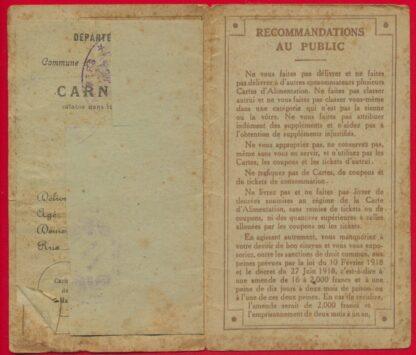 DÉPARTE
Commune
CARN
valable dans to
Délivr
Age
Demeu
Rue
Carn
de
RECOMMANDATIONS
AU PUBLIC
Ne vous faites pas délivrer et ne faites
pas délivrer à d'autres consommateurs plusieurs
Cartes d'Alimentation. Ne faites pas classer
autrui et ne vous faites pas classer vous-même
dans une catégorie qui n'est pas la sienne
ou la vôtre. Ne vous faites pas attribuer
indûment des suppléments et n'aidez pas à
l'obtention de suppléments injustifiés.
Ne vous appropriez pas, ne conservez pas,
même sans vous en servir, et n'utilisez pas les
Cartes, les coupons et les tickets d'autrui.
Ne trafiquez pas de Cartes, de coupons et
de tickets de consommation.
Ne livrez pas et ne faites pas livrer de
denrées soumises au régime de la Carte
d'Alimentation, sans remise de tickets ou de
coupons, ni des quantités supérieures à celles
allouées par les coupons ou les tickets.
En agissant autrement, vous manqueriez à
votre devoir de bon citoyen et vous vous expo-
seriez, outre les sanctions de droit commun, aux
peines prévues par la loi du 10 Février 1918
et le décret du 27 Juin 1918, c'est-à-dire à
une amende de 16 à 2.000 francs et à une
peine de dix jours à deux mois de prison ou
à l'une de ces deux peines. En cas de récidive,
l'amende serait de 2.000 francs et
l'emprisonnement de deux mois à un an.